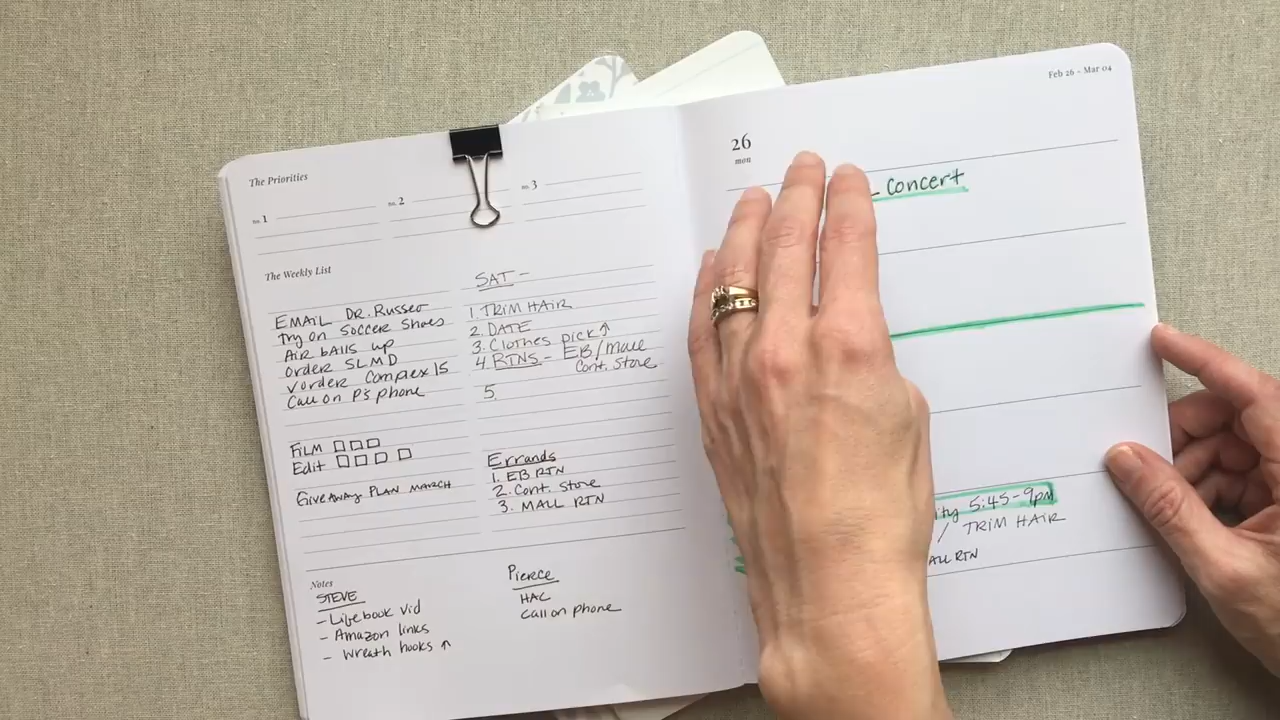 The Priorities
no. 1
no. 2
no. 3
The Weekly List
EMAIL DR. Russeo
Try on Soccer Shoes
Air balls up
order SLMD
√ order Complex 15
Call on P's phone
FILM □□□
Edit □□□□
Giveaway PLAN MARCH
SAT -
1. TRIM HAIR
2. DATE
3. Clothes pick↑
4. RTNS - EB/Mall
Cont. Store
5.
Errands
1. EB RTN
2. Cont. Store
3. MALL RTN
Notes
STEVE
- Lifebook vid
- Amazon links
- Wreath hooks ↑
Pierce
HAC
Call on phone
Feb 26 - Mar 04
26
mon
Concert
5:45-9pm
/ TRIM HAIR
RTN